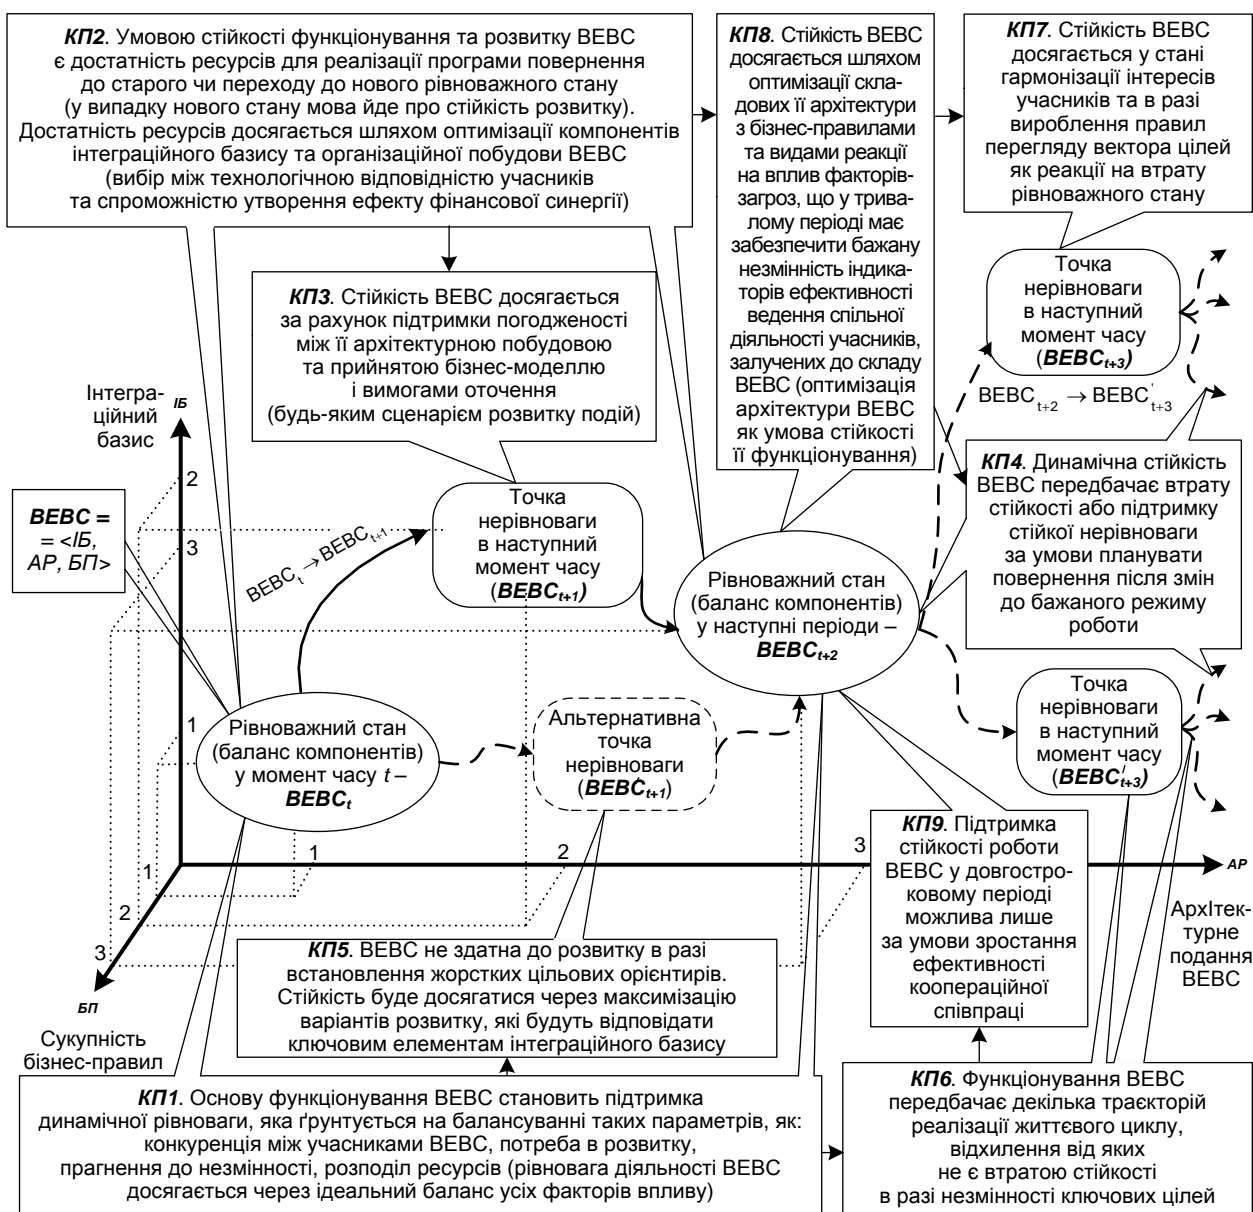 КП2. Умовою стійкості функціонування та розвитку ВЕВС
є достатність ресурсів для реалізації програми повернення
до старого чи переходу до нового рівноважного стану
(у випадку нового стану мова йде про стійкість розвитку).
Достатність ресурсів досягається шляхом оптимізації компонентів
інтеграційного базису та організаційної побудови ВЕВС
(вибір між технологічною відповідністю учасників
та спроможністю утворення ефекту фінансової синергії)
КП8. Стійкість ВЕВС
досягається шляхом
оптимізації скла-
дових її архітектури
з бізнес-правилами
та видами реакції
на вплив факторів-
загроз, що у трива-
лому періоді має
забезпечити бажану
незмінність індика-
торів ефективності
ведення спільної
діяльності учасників,
залучених до складу
ВЕВС (оптимізація
архітектури ВЕВС
як умова стійкості
її функціонування)
КП7. Стійкість ВЕВС
досягається у стані
гармонізації інтересів
учасників та в разі
вироблення правил
перегляду вектора цілей
як реакції на втрату
рівноважного стану
КП3. Стійкість ВЕВС досягається
за рахунок підтримки погодженості
між її архітектурною побудовою
та прийнятою бізнес-моделлю
і вимогами оточення
(будь-яким сценарієм розвитку подій)
Точка
нерівноваги
в наступний
момент часу
(ВЕВСt+3)
ВЕВСt+2 → ВЕВС′t+3
Інтегра-
ційний
базис
ІБ
2
3
1
ВЕВС =
= <ІБ,
АР, БП>
ВЕВСt → ВЕВСt+1
Точка
нерівноваги
в наступний
момент часу
(ВЕВСt+1)
Рівноважний стан
(баланс компонентів)
у наступні періоди –
ВЕВСt+2
КП4. Динамічна стійкість
ВЕВС передбачає втрату
стійкості або підтримку
стійкої нерівноваги
за умови планувати
повернення після змін
до бажаного режиму
роботи
Рівноважний стан
(баланс компонентів)
у момент часу t –
ВЕВСt
Альтернативна
точка
нерівноваги
(ВЕВС′t+1)
Точка
нерівноваги
в наступний
момент часу
(ВЕВС′t+3)
1
2
3
1
2
3
АР
АрхІтек-
турне
подання
ВЕВС
БП
Сукупність
бізнес-правил
КП9. Підтримка
стійкості роботи
ВЕВС у довгостро-
ковому періоді
можлива лише
за умови зростання
ефективності
коопераційної
співпраці
КП5. ВЕВС не здатна до розвитку в разі
встановлення жорстких цільових орієнтирів.
Стійкість буде досягатися через максимізацію
варіантів розвитку, які будуть відповідати
ключовим елементам інтеграційного базису
КП1. Основу функціонування ВЕВС становить підтримка
динамічної рівноваги, яка ґрунтується на балансуванні таких параметрів, як:
конкуренція між учасниками ВЕВС, потреба в розвитку,
прагнення до незмінності, розподіл ресурсів (рівновага діяльності ВЕВС
досягається через ідеальний баланс усіх факторів впливу)
КП6. Функціонування ВЕВС
передбачає декілька траєкторій
реалізації життєвого циклу,
відхилення від яких
не є втратою стійкості
в разі незмінності ключових цілей